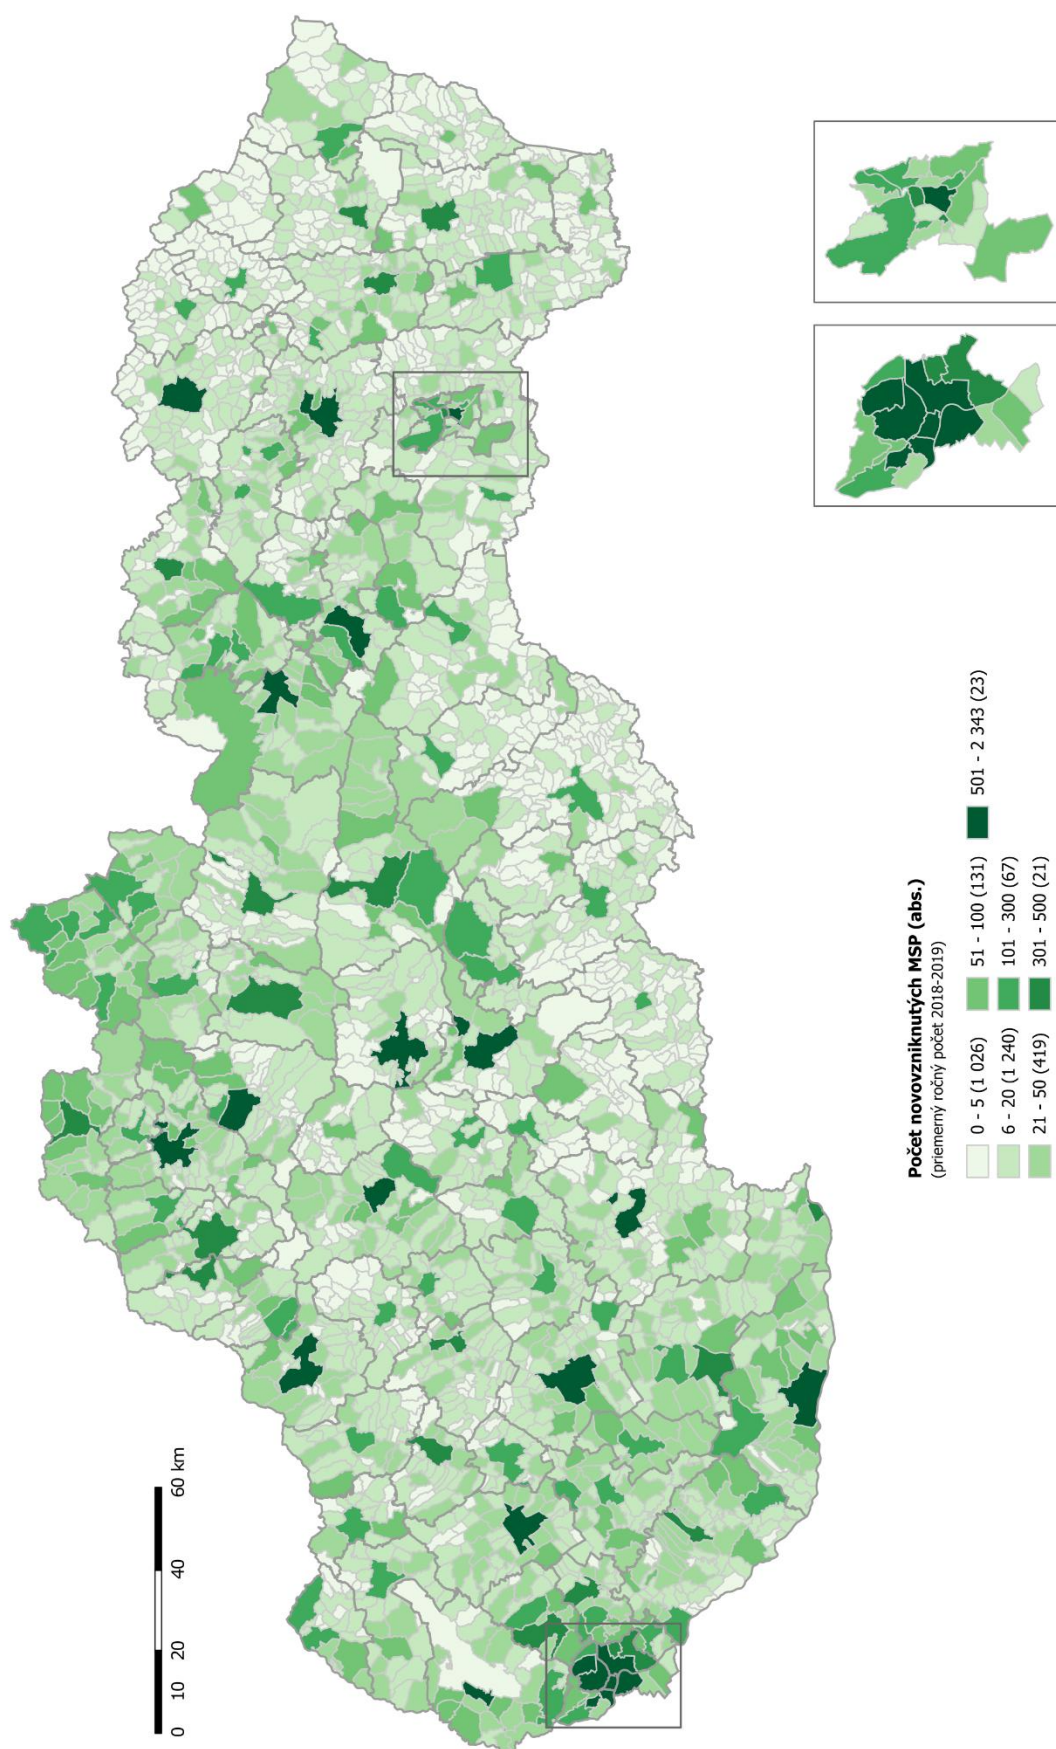 0 10 20 40 60 km
Počet novovzniknutých MSP (abs.)
(priemerný ročný počet 2018-2019)
0 - 5 (1 026)
6 - 20 (1 240)
21 - 50 (419)
51 - 100 (131)
101 - 300 (67)
301 - 500 (21)
501 - 2 343 (23)